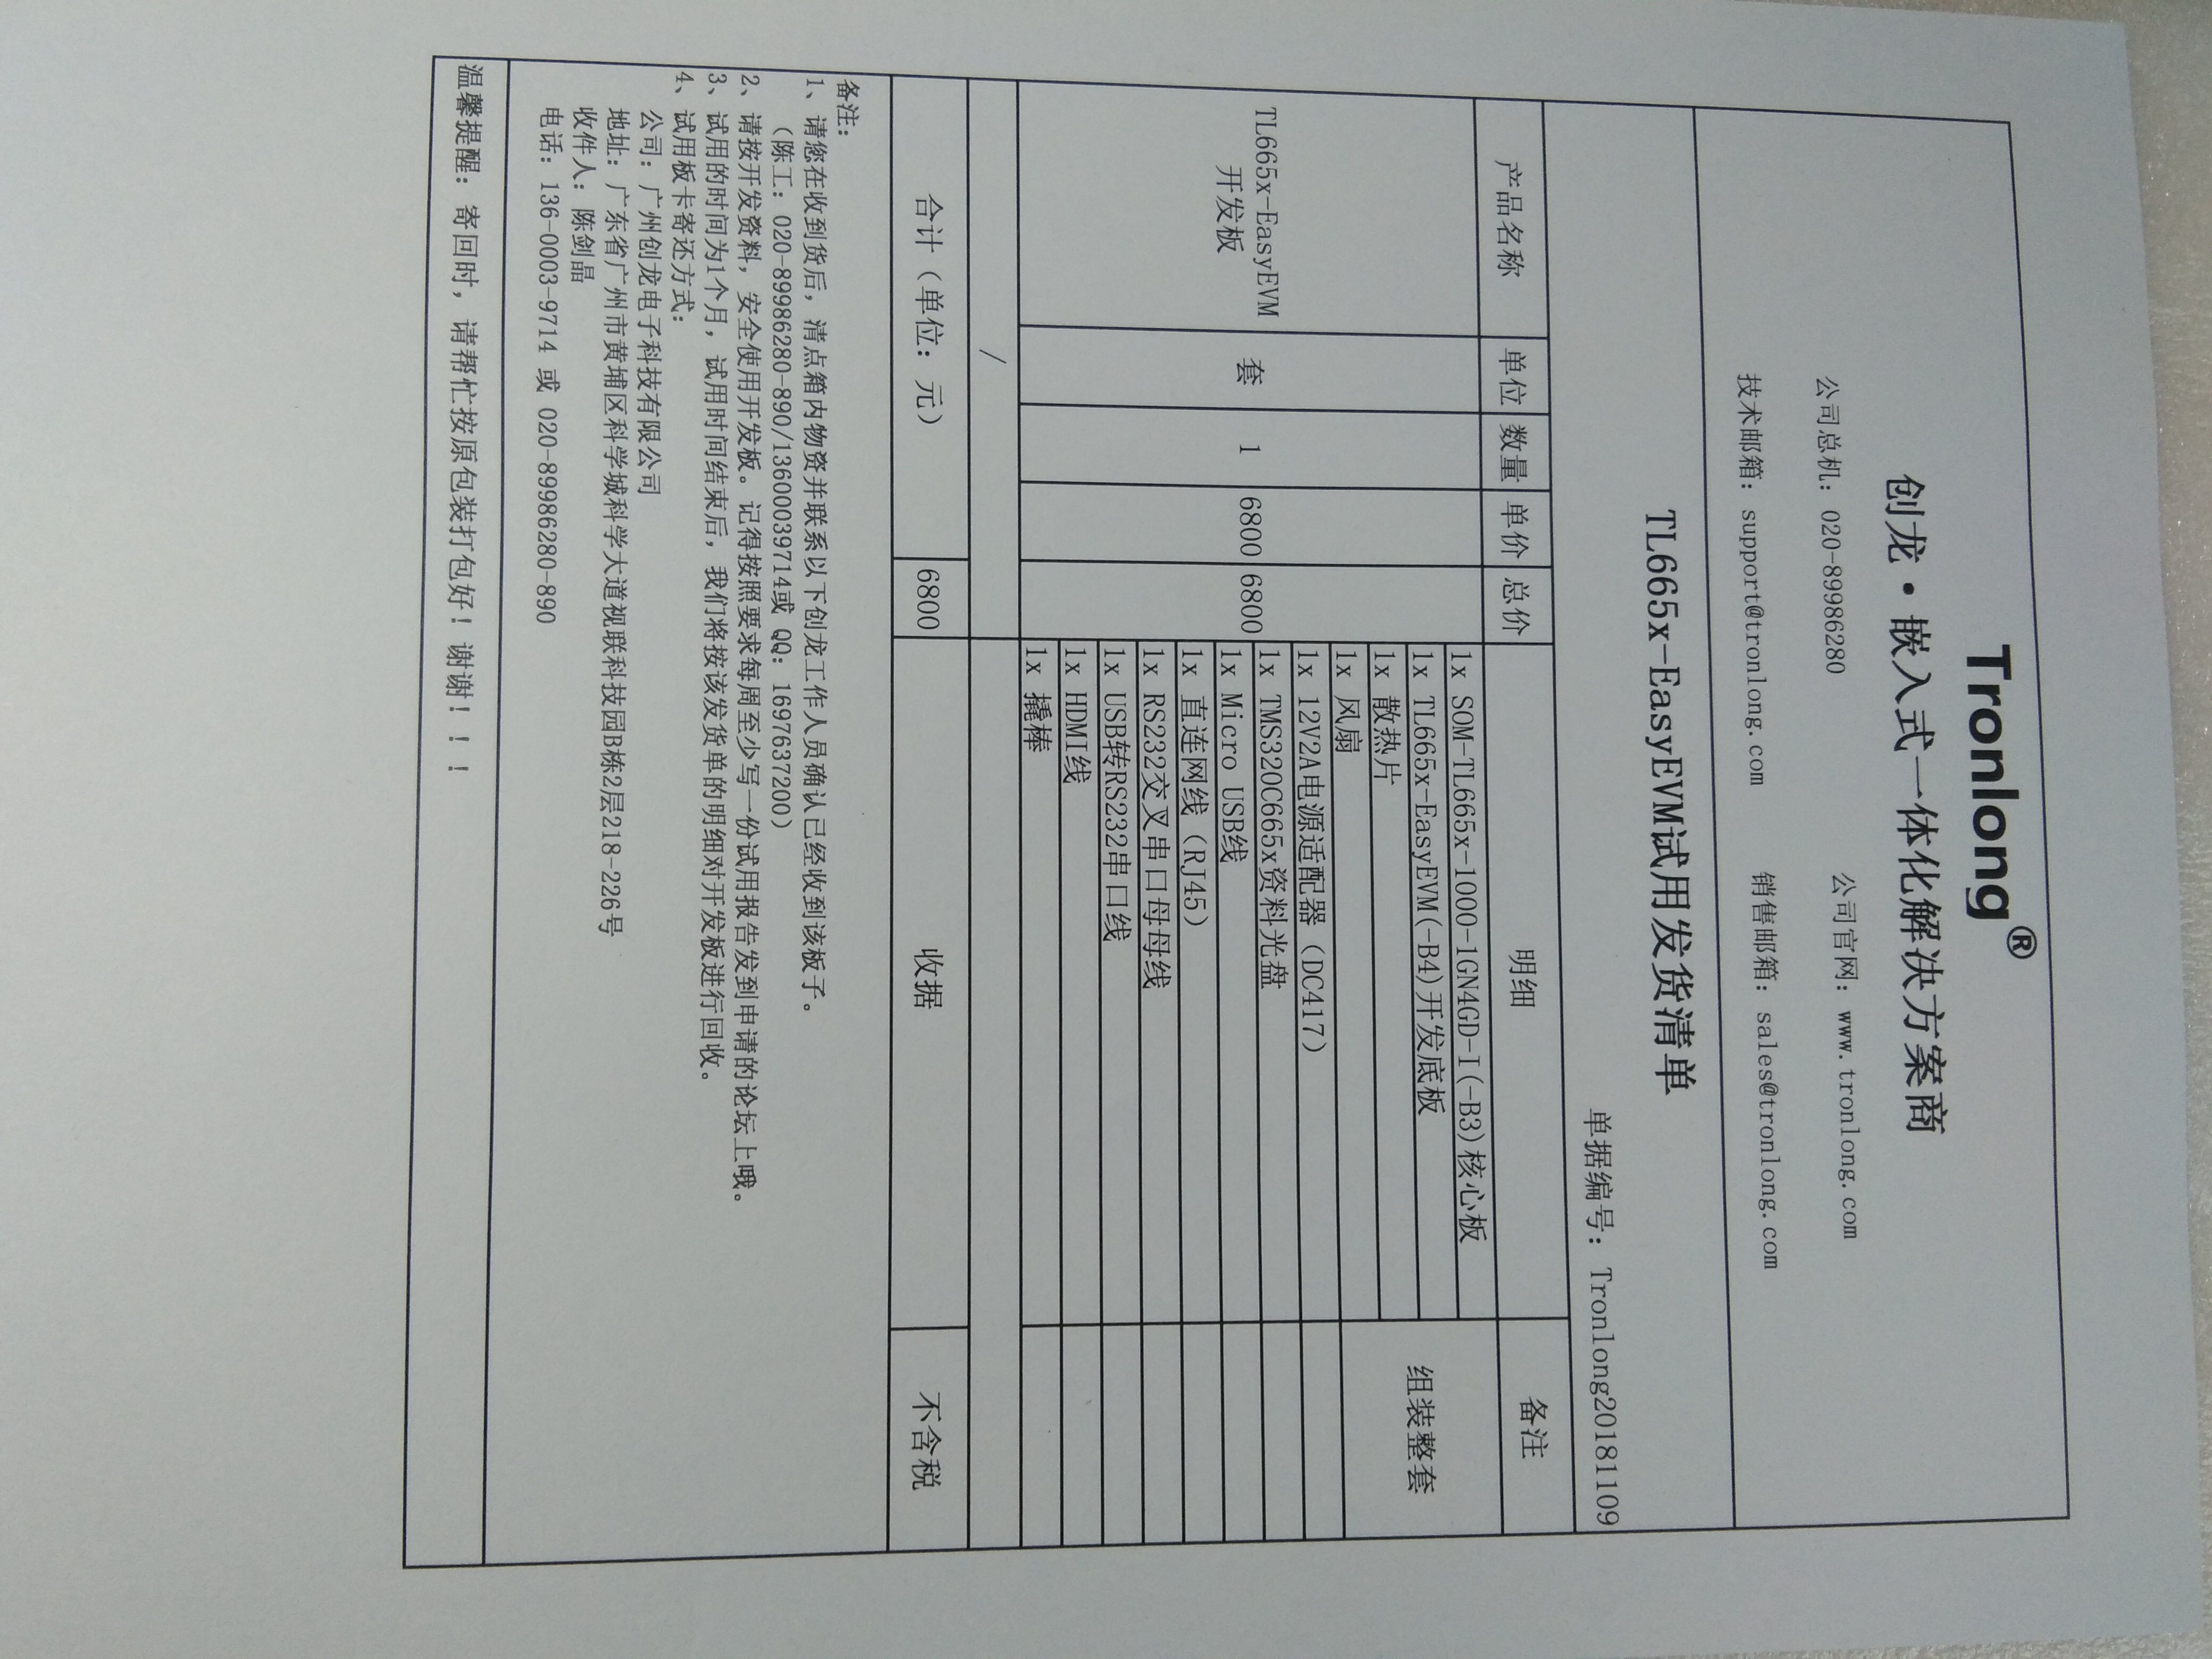 Tronlong®
创龙·嵌入式一体化解决方案商
公司总机：020-89986280 公司官网：www.tronlong.com
技术邮箱：support@tronlong.com 销售邮箱：sales@tronlong.com
TL665x-EasyEVM试用发货清单
单据编号：Tronlong20181109
产品名称 单位 数量 单价 总价 明细 备注
TL665x-EasyEVM
开发板
套 1 6800 6800
1x SOM-TL665x-1000-1GN4GD-I(-B3)核心板
1x TL665x-EasyEVM(-B4)开发底板
1x 散热片
1x 风扇
组装整套
1x 12V2A电源适配器（DC417）
1x TMS320C665x资料光盘
1x Micro USB线
1x 直连网线（RJ45）
1x RS232交叉串口母母线
1x USB转RS232串口线
1x HDMI线
1x 撬棒
/
合计（单位：元） 6800 收据 不含税
备注：
1、请您在收到货后，清点箱内物资并联系以下创龙工作人员确认已经收到该板子。
（陈工：020-89986280-890/13600039714或 QQ：1697637200）
2、请按开发资料，安全使用开发板。记得按照要求每周至少写一份试用报告发到申请的论坛上哦。
3、试用的时间为1个月，试用时间结束后，我们将按该发货单的明细对开发板进行回收。
4、试用板卡寄还方式：
公司：广州创龙电子科技有限公司
地址：广东省广州市黄埔区科学城科学大道视联科技园B栋2层218-226号
收件人：陈剑晶
电话：136-0003-9714 或 020-89986280-890
温馨提醒：寄回时，请帮忙按原包装打包好！谢谢！！！